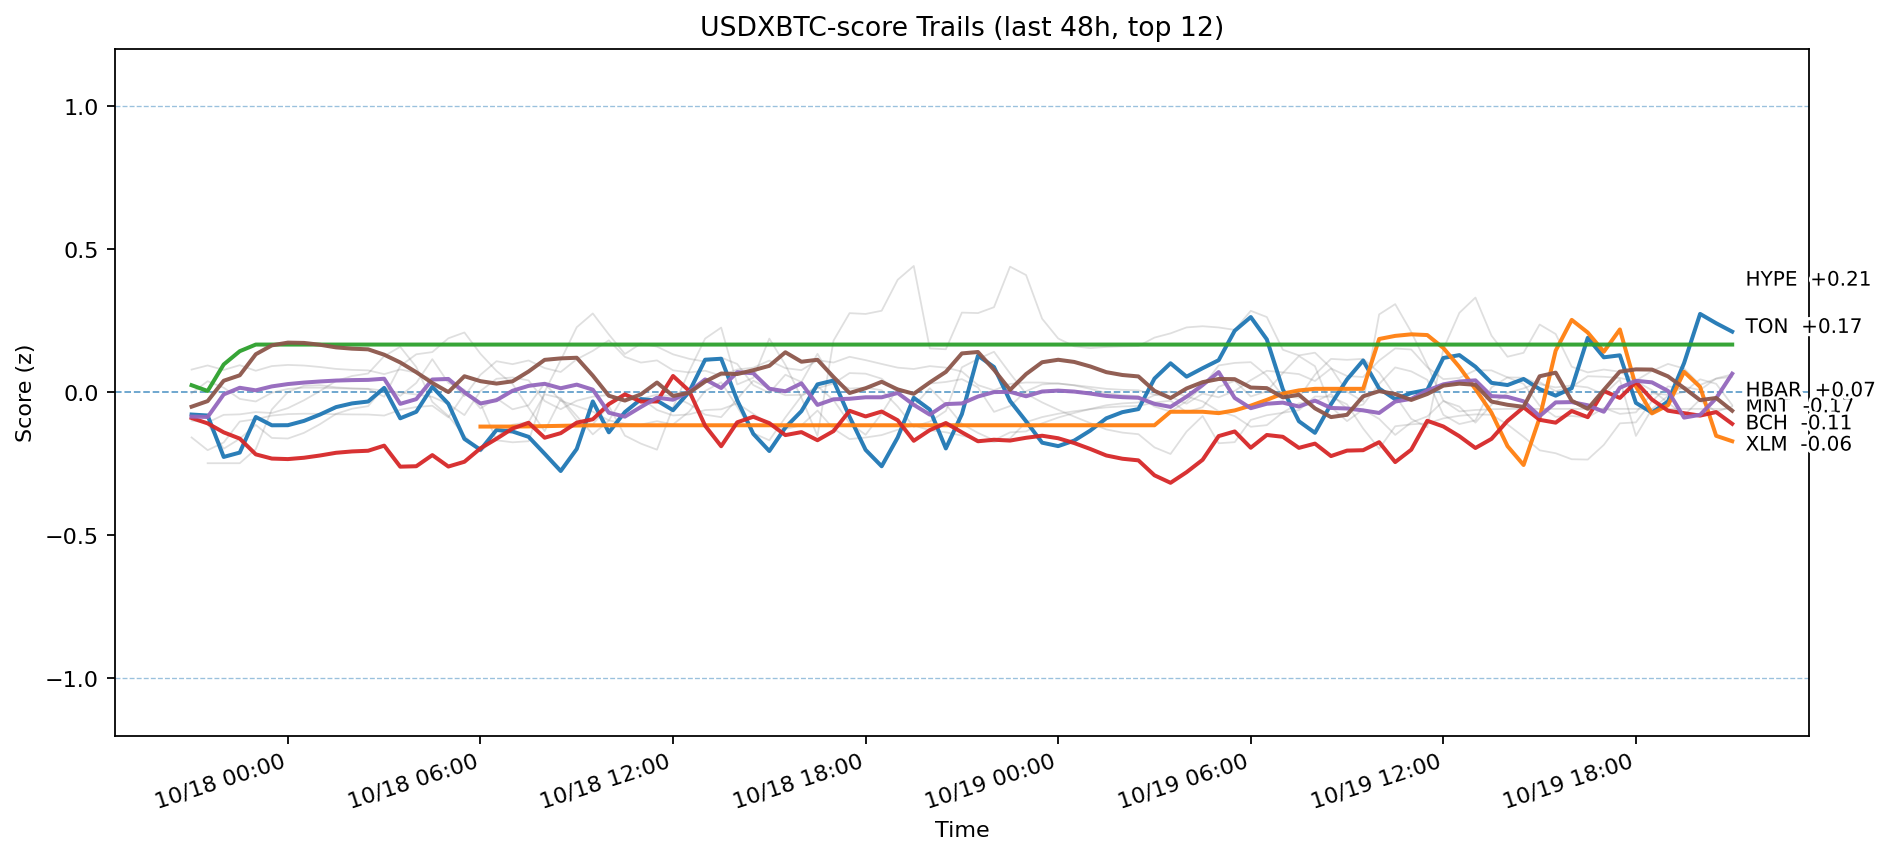 USDXBTC-score Trails (last 48h, top 12)
Score (z)
1.0
0.5
0.0
−0.5
−1.0
HYPE +0.21
TON +0.17
HBAR +0.07
MNT -0.17
BCH -0.11
XLM -0.06
10/18 00:00
10/18 06:00
10/18 12:00
10/18 18:00
10/19 00:00
10/19 06:00
10/19 12:00
10/19 18:00
Time